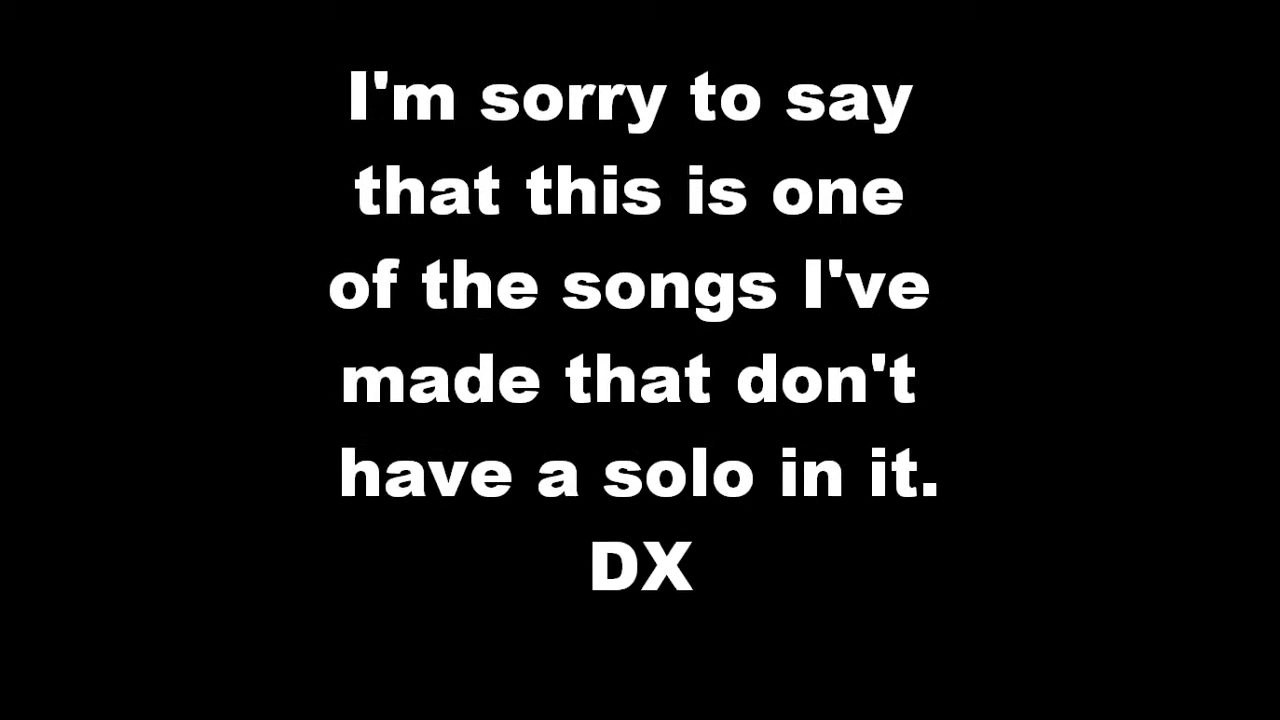 I'm sorry to say
that this is one
of the songs I've
made that don't
have a solo in it.
DX